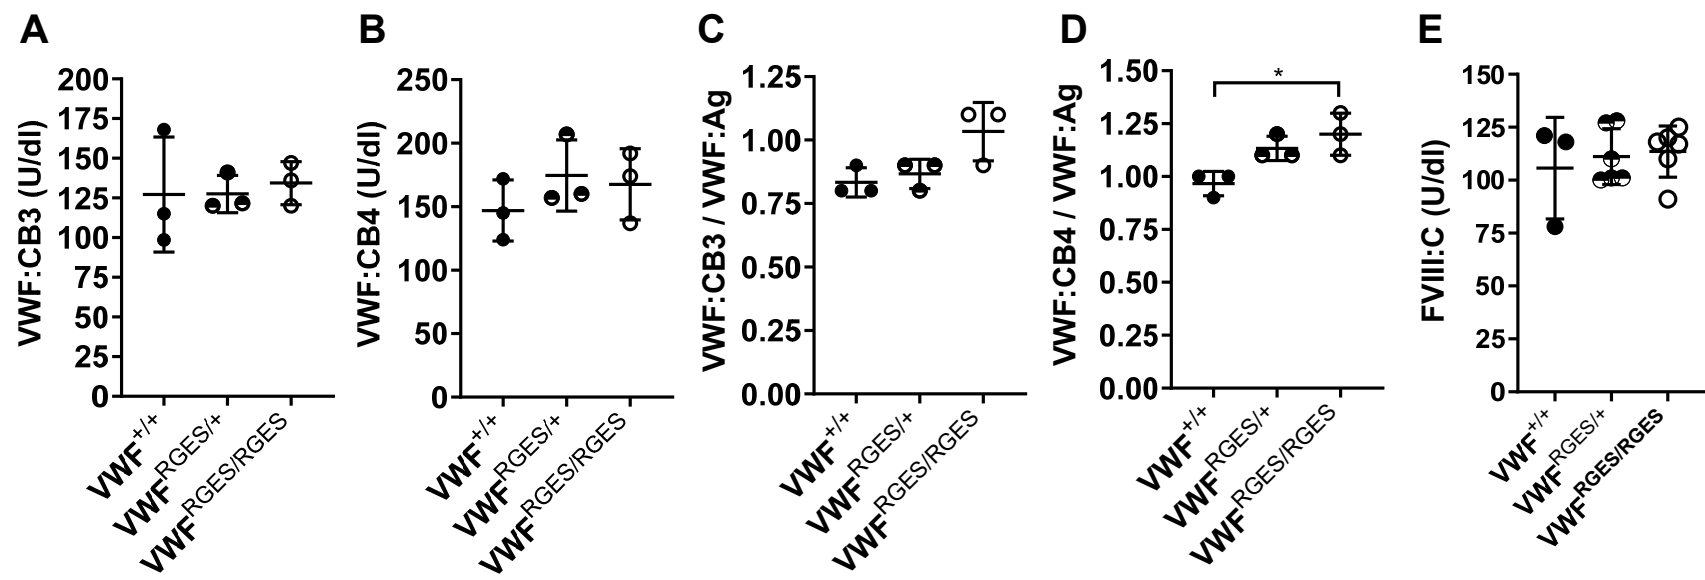 A
VWF:CB3 (U/dl)
200
175
150
125
100
75
50
25
0
VWF+/+
VWFRGES/+
VWFRGES/RGES
B
VWF:CB4 (U/dl)
250
200
150
100
50
0
VWF+/+
VWFRGES/+
VWFRGES/RGES
C
VWF:CB3 / VWF:Ag
1.25
1.00
0.75
0.50
0.25
0.00
VWF+/+
VWFRGES/+
VWFRGES/RGES
D
VWF:CB4 / VWF:Ag
1.50
1.25
1.00
0.75
0.50
0.25
0.00
*
VWF+/+
VWFRGES/+
VWFRGES/RGES
E
FVIII:C (U/dl)
150
125
100
75
50
25
0
VWF+/+
VWFRGES/+
VWFRGES/RGES